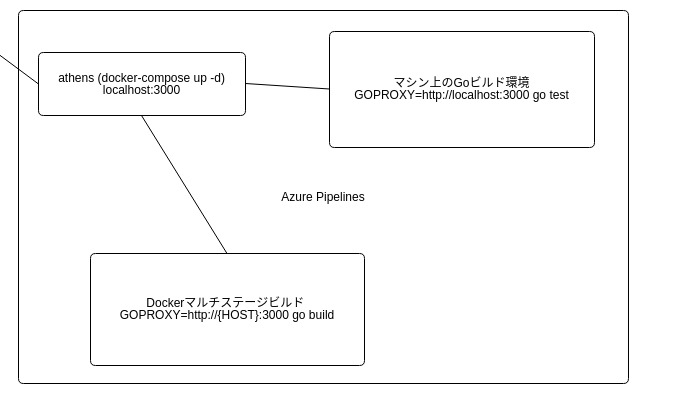 athens (docker-compose up -d)
localhost:3000
マシン上のGoビルド環境
GOPROXY=http://localhost:3000 go test
Azure Pipelines
Dockerマルチステージビルド
GOPROXY=http://{HOST}:3000 go build